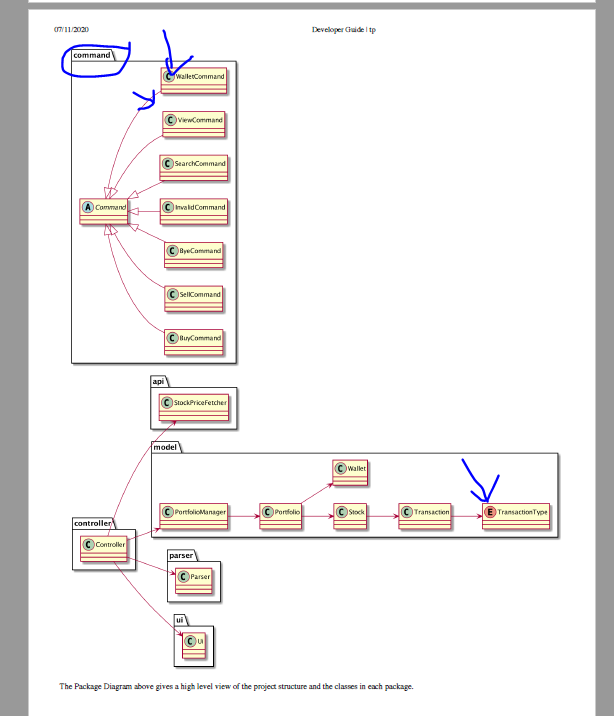 07/11/2020 Developer Guide | tp
command
C WalletCommand
C ViewCommand
C SearchCommand
A Command
C InvalidCommand
C ByeCommand
C SellCommand
C BuyCommand
api
C StockPriceFetcher
model
C Wallet
C PortfolioManager
C Portfolio
C Stock
C Transaction
E TransactionType
controller
C Controller
parser
C Parser
ui
C Ui
The Package Diagram above gives a high level view of the project structure and the classes in each package.